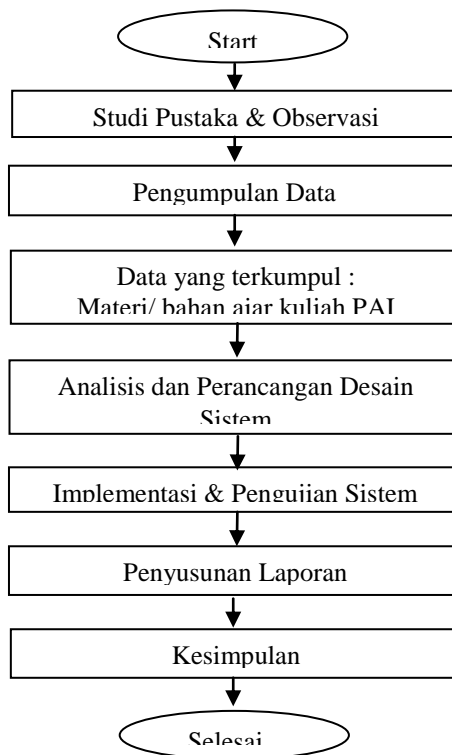 Start
Studi Pustaka & Observasi
Pengumpulan Data
Data yang terkumpul :
Materi/ bahan ajar kuliah PAI
Analisis dan Perancangan Desain
Sistem
Implementasi & Pengujian Sistem
Penyusunan Laporan
Kesimpulan
Selesai